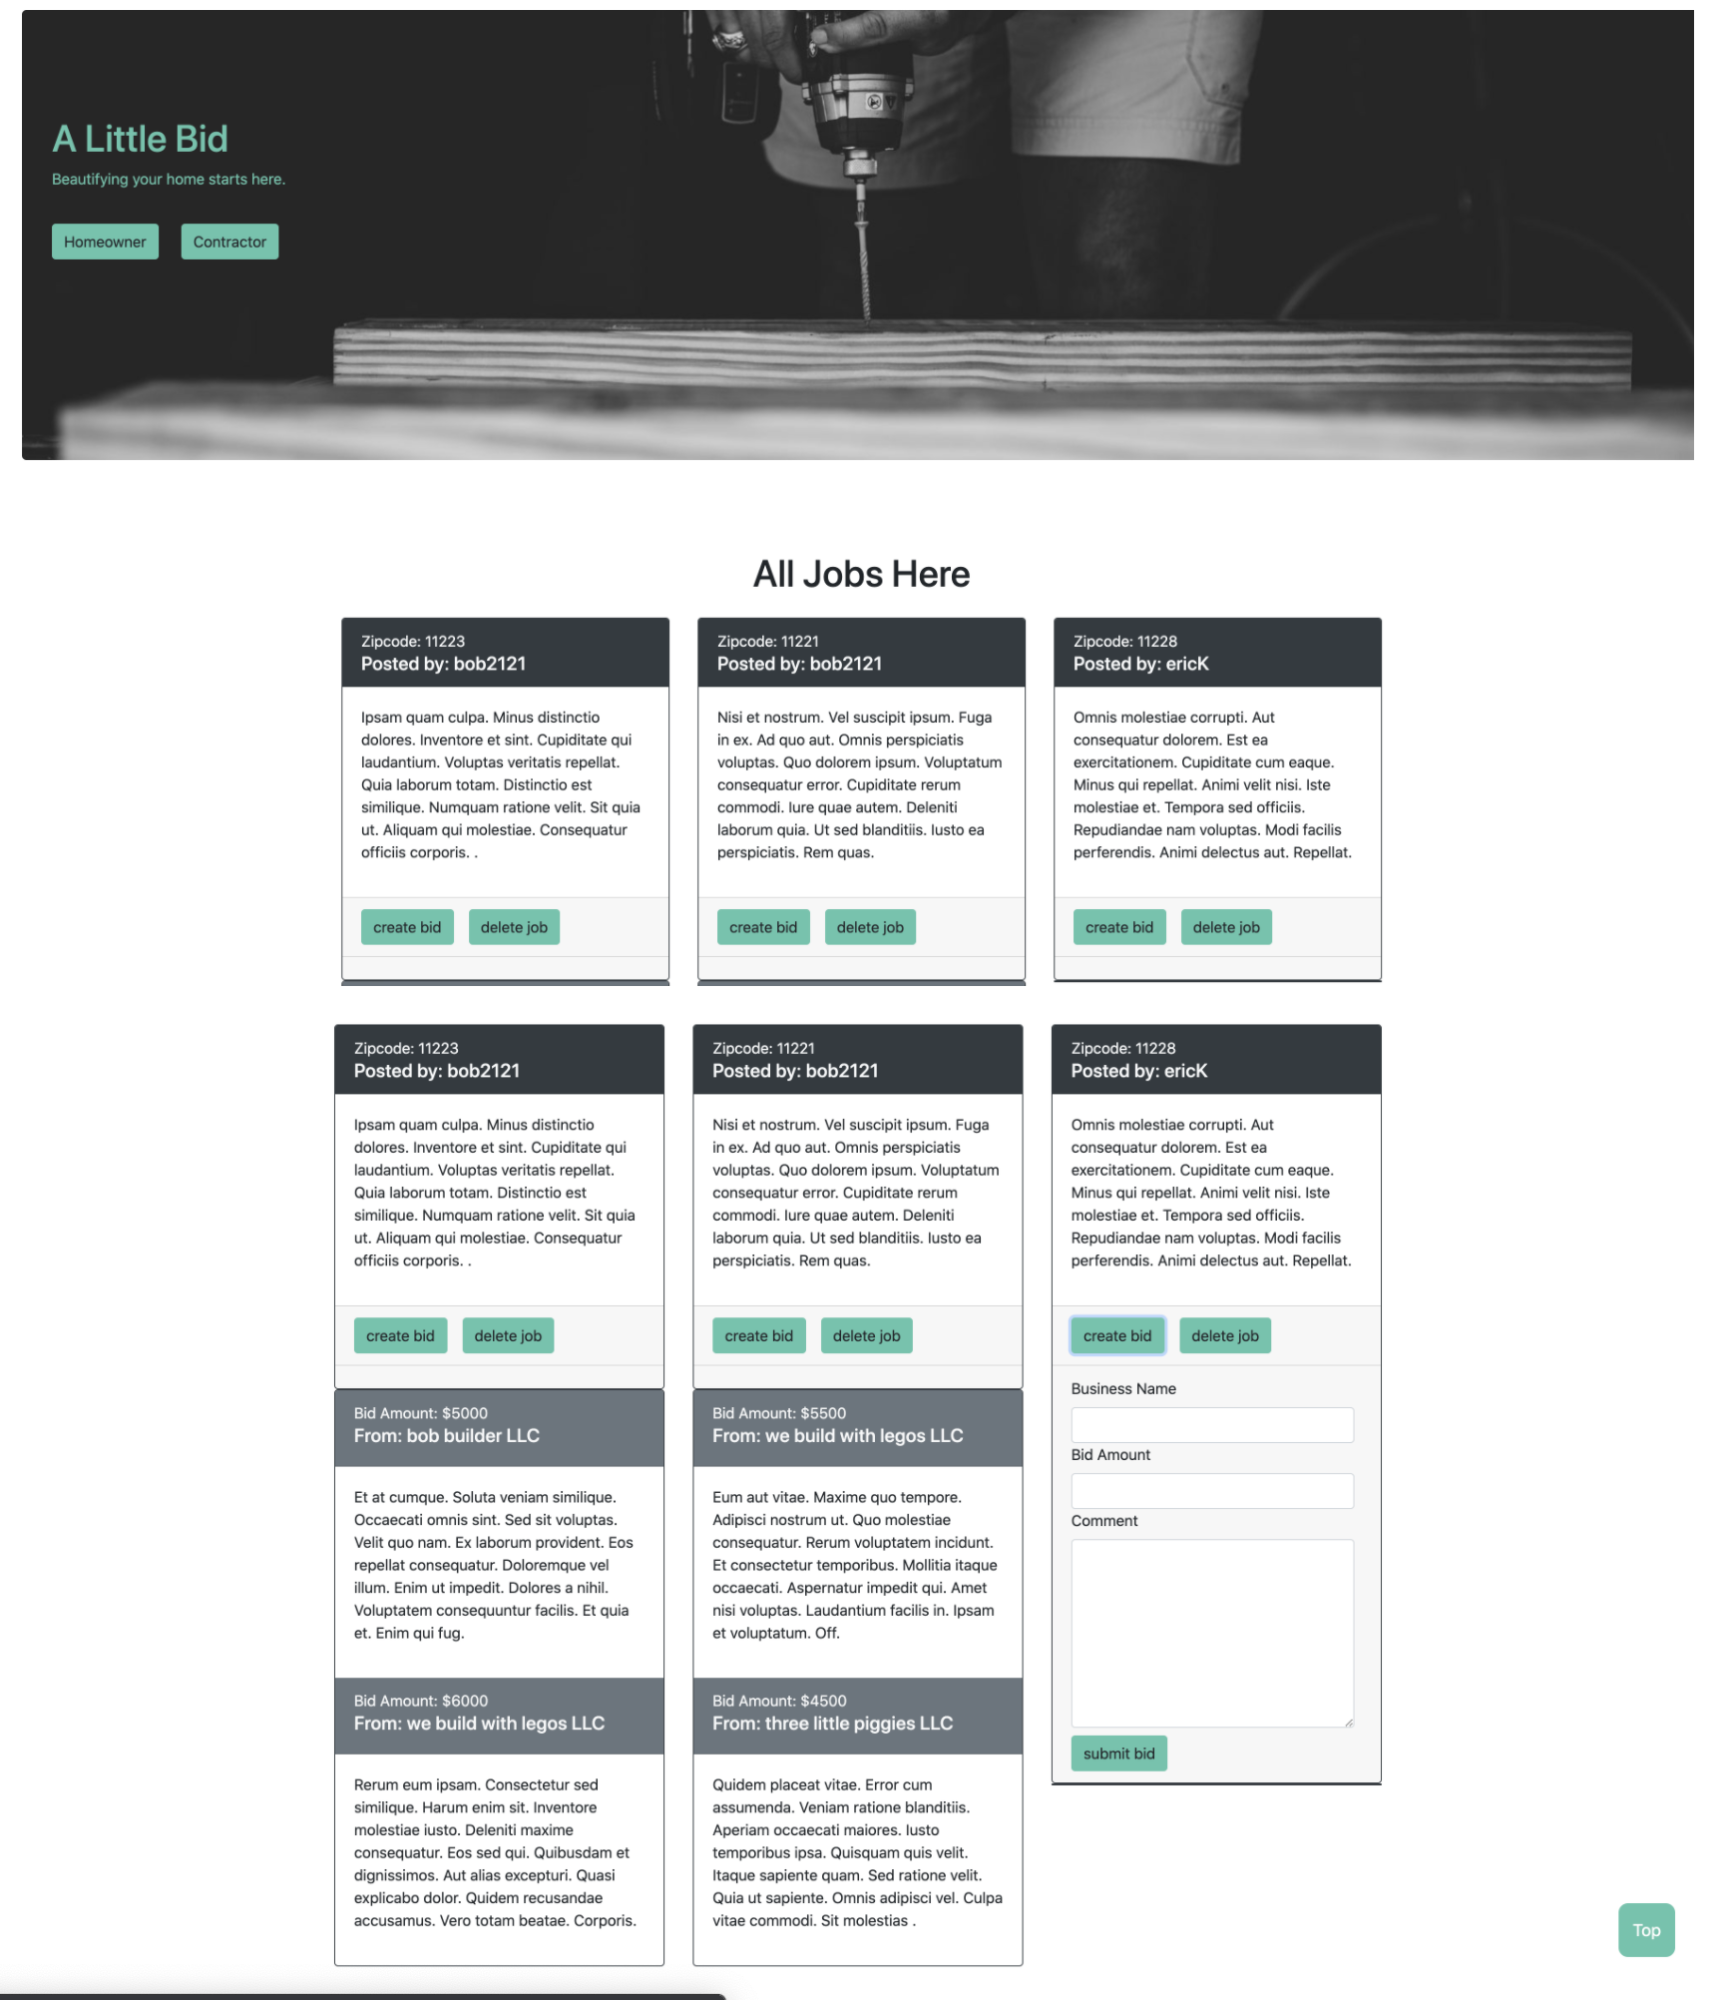 A Little Bid
Beautifying your home starts here.
Homeowner
Contractor
All Jobs Here
Zipcode: 11223
Posted by: bob2121
Ipsam quam culpa. Minus distinctio
dolores. Inventore et sint. Cupiditate qui
laudantium. Voluptas veritatis repellat.
Quia laborum totam. Distinctio est
similique. Numquam ratione velit. Sit quia
ut. Aliquam qui molestiae. Consequatur
officiis corporis. .
create bid
delete job
Zipcode: 11221
Posted by: bob2121
Nisi et nostrum. Vel suscipit ipsum. Fuga
in ex. Ad quo aut. Omnis perspiciatis
voluptas. Quo dolorem ipsum. Voluptatum
consequatur error. Cupiditate rerum
commodi. Iure quae autem. Deleniti
laborum quia. Ut sed blanditiis. Iusto ea
perspiciatis. Rem quas.
create bid
delete job
Zipcode: 11228
Posted by: ericK
Omnis molestiae corrupti. Aut
consequatur dolorem. Est ea
exercitationem. Cupiditate cum eaque.
Minus qui repellat. Animi velit nisi. Iste
molestiae et. Tempora sed officiis.
Repudiandae nam voluptas. Modi facilis
perferendis. Animi delectus aut. Repellat.
create bid
delete job
Zipcode: 11223
Posted by: bob2121
Ipsam quam culpa. Minus distinctio
dolores. Inventore et sint. Cupiditate qui
laudantium. Voluptas veritatis repellat.
Quia laborum totam. Distinctio est
similique. Numquam ratione velit. Sit quia
ut. Aliquam qui molestiae. Consequatur
officiis corporis. .
create bid
delete job
Bid Amount: $5000
From: bob builder LLC
Et at cumque. Soluta veniam similique.
Occaecati omnis sint. Sed sit voluptas.
Velit quo nam. Ex laborum provident. Eos
repellat consequatur. Doloremque vel
illum. Enim ut impedit. Dolores a nihil.
Voluptatem consequuntur facilis. Et quia
et. Enim qui fug.
Bid Amount: $6000
From: we build with legos LLC
Rerum eum ipsam. Consectetur sed
similique. Harum enim sit. Inventore
molestiae iusto. Deleniti maxime
consequatur. Eos sed qui. Quibusdam et
dignissimos. Aut alias excepturi. Quasi
explicabo dolor. Quidem recusandae
accusamus. Vero totam beatae. Corporis.
Zipcode: 11221
Posted by: bob2121
Nisi et nostrum. Vel suscipit ipsum. Fuga
in ex. Ad quo aut. Omnis perspiciatis
voluptas. Quo dolorem ipsum. Voluptatum
consequatur error. Cupiditate rerum
commodi. Iure quae autem. Deleniti
laborum quia. Ut sed blanditiis. Iusto ea
perspiciatis. Rem quas.
create bid
delete job
Bid Amount: $5500
From: we build with legos LLC
Eum aut vitae. Maxime quo tempore.
Adipisci nostrum ut. Quo molestiae
consequatur. Rerum voluptatem incidunt.
Et consectetur temporibus. Mollitia itaque
occaecati. Aspernatur impedit qui. Amet
nisi voluptas. Laudantium facilis in. Ipsam
et voluptatum. Off.
Bid Amount: $4500
From: three little piggies LLC
Quidem placeat vitae. Error cum
assumenda. Veniam ratione blanditiis.
Aperiam occaecati maiores. Iusto
temporibus ipsa. Quisquam quis velit.
Itaque sapiente quam. Sed ratione velit.
Quia ut sapiente. Omnis adipisci vel. Culpa
vitae commodi. Sit molestias .
Zipcode: 11228
Posted by: ericK
Omnis molestiae corrupti. Aut
consequatur dolorem. Est ea
exercitationem. Cupiditate cum eaque.
Minus qui repellat. Animi velit nisi. Iste
molestiae et. Tempora sed officiis.
Repudiandae nam voluptas. Modi facilis
perferendis. Animi delectus aut. Repellat.
create bid
delete job
Business Name
Bid Amount
Comment
submit bid
Top